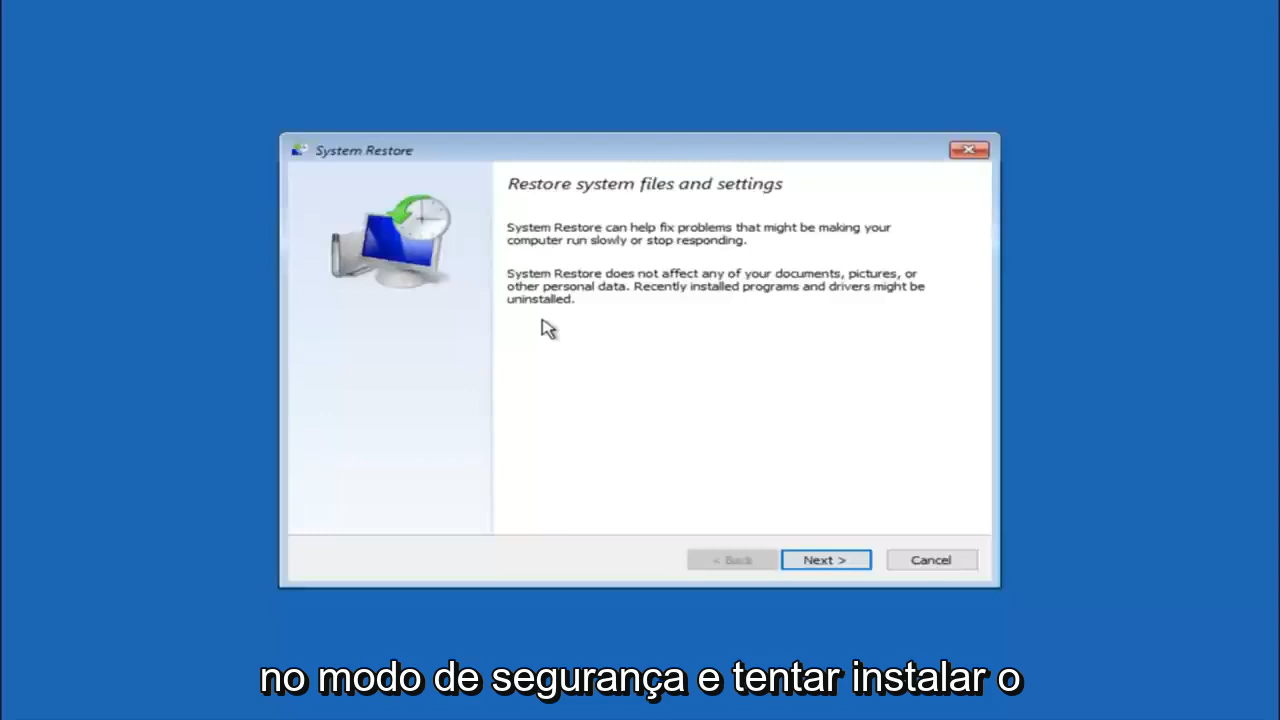 System Restore
Restore system files and settings
System Restore can help fix problems that might be making your
computer run slowly or stop responding.
System Restore does not affect any of your documents, pictures, or
other personal data. Recently installed programs and drivers might be
uninstalled.
< Back
Next >
Cancel
no modo de segurança e tentar instalar o